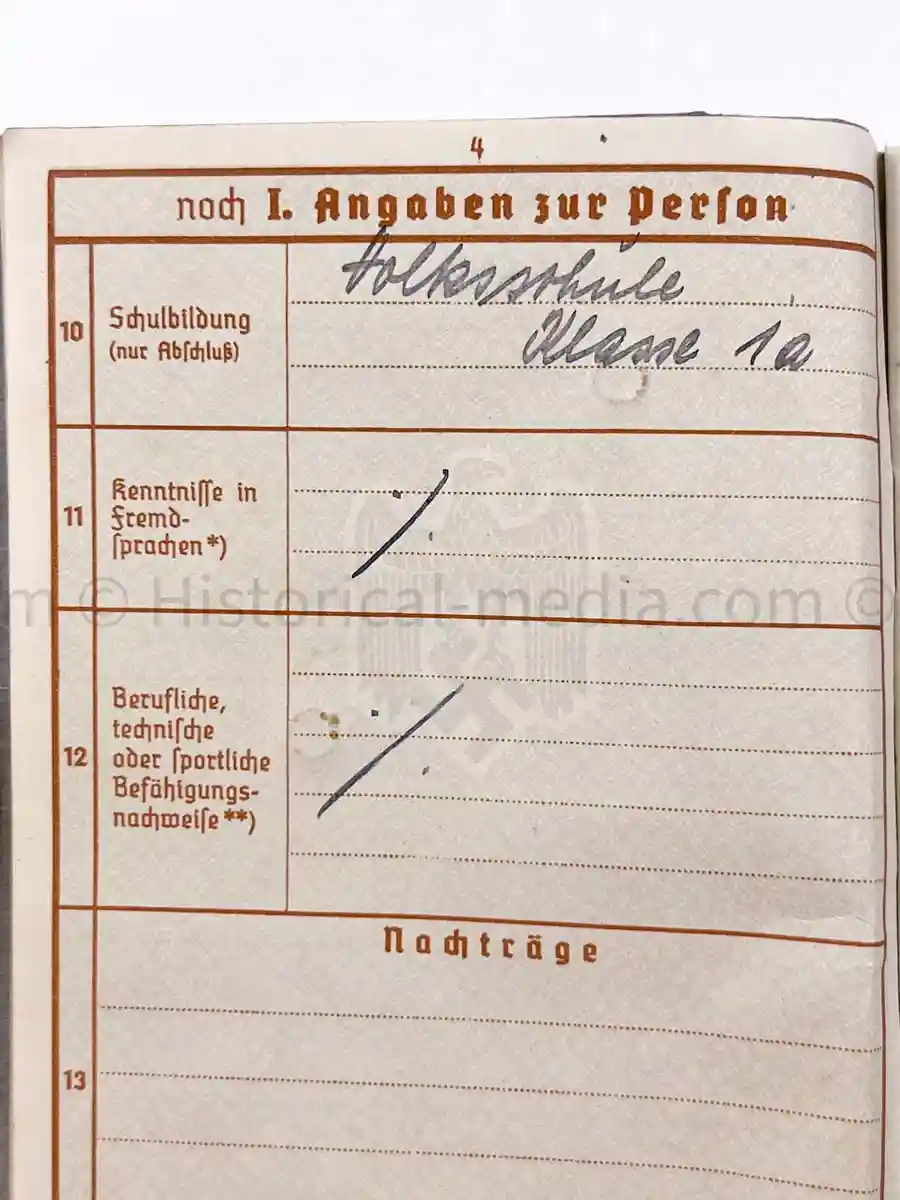 4
noch I. Angaben zur Person
10
Schulbildung
(nur Abschluß)
Volksschule
Klasse 1a
11
Kenntnisse in
Fremd-
sprachen*)
./.
m © Historical-media.com ©
12
Berufliche,
technische
oder sportliche
Befähigungs-
nachweise**)
./.
Nachträge
13